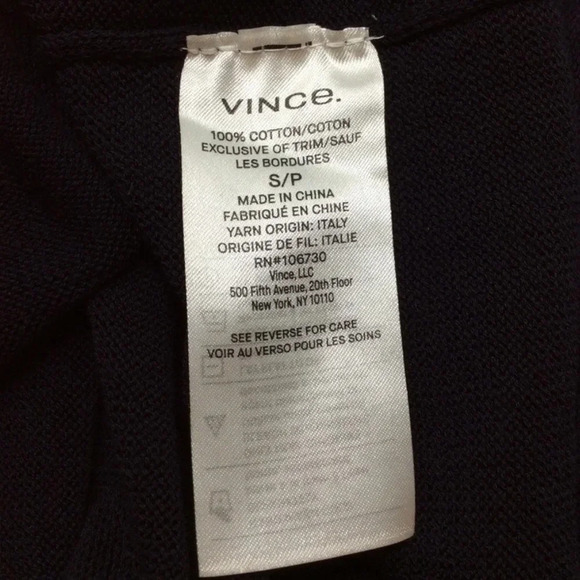 VINCe.
100% COTTON/COTON
EXCLUSIVE OF TRIM/SAUF
LES BORDURES
S/P
MADE IN CHINA
FABRIQUÉ EN CHINE
YARN ORIGIN: ITALY
ORIGINE DE FIL: ITALIE
RN#106730
Vince, LLC
500 Fifth Avenue, 20th Floor
New York, NY 10110
SEE REVERSE FOR CARE
VOIR AU VERSO POUR LES SOINS